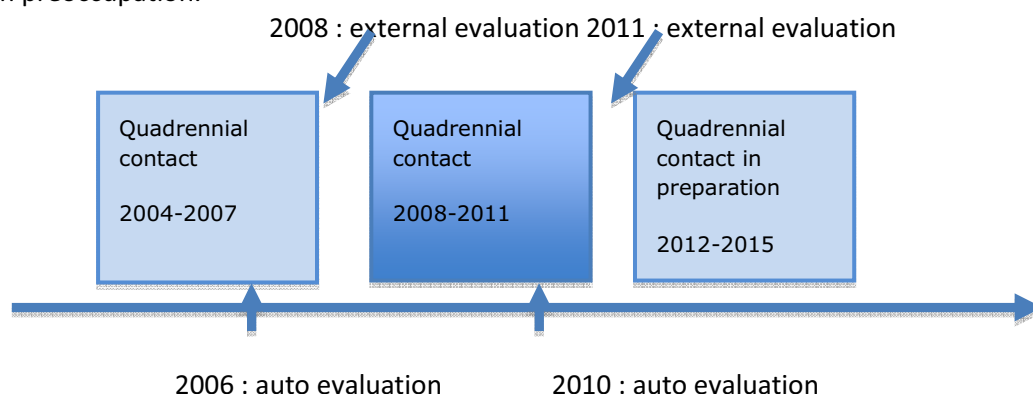 n preoccupation.
2008 : external evaluation 2011 : external evaluation
Quadrennial
contact
2004-2007
Quadrennial
contact
2008-2011
Quadrennial
contact in
preparation
2012-2015
2006 : auto evaluation
2010 : auto evaluation